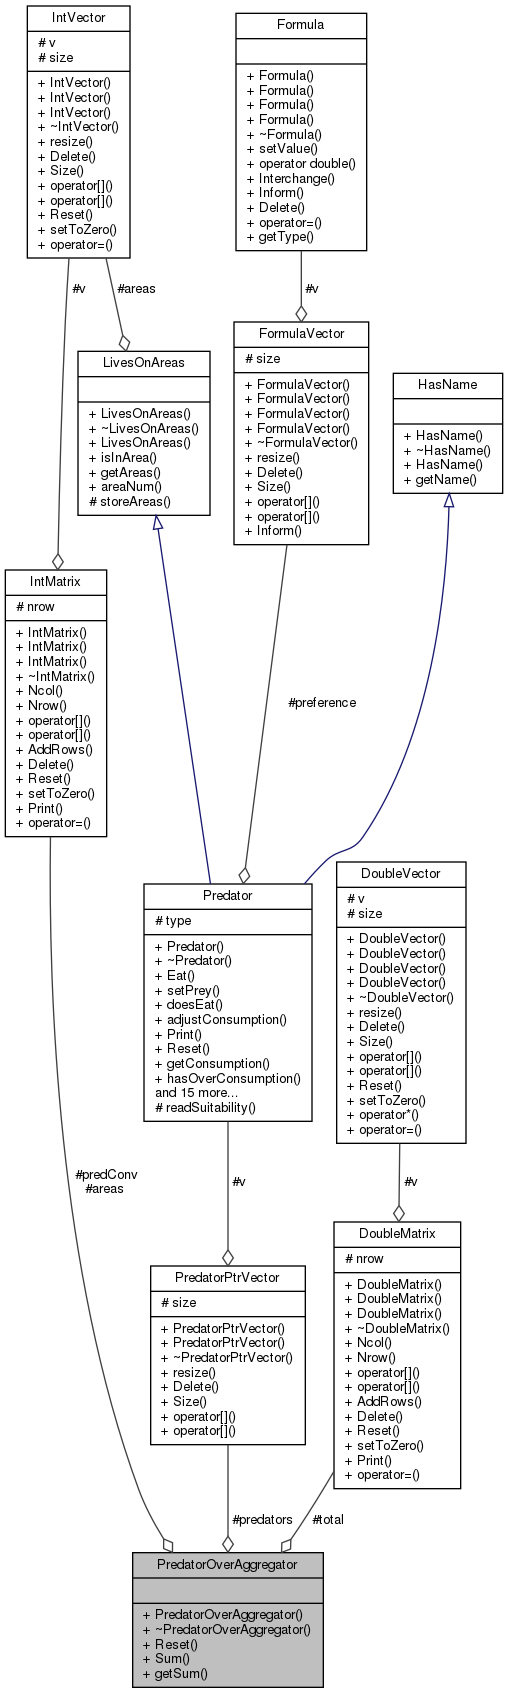 IntVector
# v
# size
+ IntVector()
+ IntVector()
+ IntVector()
+ ~IntVector()
+ resize()
+ Delete()
+ Size()
+ operator[]()
+ operator[]()
+ Reset()
+ setToZero()
+ operator=()
Formula
+ Formula()
+ Formula()
+ Formula()
+ Formula()
+ ~Formula()
+ setValue()
+ operator double()
+ Interchange()
+ Inform()
+ Delete()
+ operator=()
+ getType()
#v
#areas
#v
LivesOnAreas
+ LivesOnAreas()
+ ~LivesOnAreas()
+ LivesOnAreas()
+ isInArea()
+ getAreas()
+ areaNum()
# storeAreas()
FormulaVector
# size
+ FormulaVector()
+ FormulaVector()
+ FormulaVector()
+ FormulaVector()
+ ~FormulaVector()
+ resize()
+ Delete()
+ Size()
+ operator[]()
+ operator[]()
+ Inform()
HasName
+ HasName()
+ ~HasName()
+ HasName()
+ getName()
IntMatrix
# nrow
+ IntMatrix()
+ IntMatrix()
+ IntMatrix()
+ ~IntMatrix()
+ Ncol()
+ Nrow()
+ operator[]()
+ operator[]()
+ AddRows()
+ Delete()
+ Reset()
+ setToZero()
+ Print()
+ operator=()
#preference
Predator
# type
+ Predator()
+ ~Predator()
+ Eat()
+ setPrey()
+ doesEat()
+ adjustConsumption()
+ Print()
+ Reset()
+ getConsumption()
+ hasOverConsumption()
and 15 more...
# readSuitability()
DoubleVector
# v
# size
+ DoubleVector()
+ DoubleVector()
+ DoubleVector()
+ DoubleVector()
+ ~DoubleVector()
+ resize()
+ Delete()
+ Size()
+ operator[]()
+ operator[]()
+ Reset()
+ setToZero()
+ operator*()
+ operator=()
#predConv
#areas
#v
#v
PredatorPtrVector
# size
+ PredatorPtrVector()
+ PredatorPtrVector()
+ ~PredatorPtrVector()
+ resize()
+ Delete()
+ Size()
+ operator[]()
+ operator[]()
DoubleMatrix
# nrow
+ DoubleMatrix()
+ DoubleMatrix()
+ DoubleMatrix()
+ ~DoubleMatrix()
+ Ncol()
+ Nrow()
+ operator[]()
+ operator[]()
+ AddRows()
+ Delete()
+ Reset()
+ setToZero()
+ Print()
+ operator=()
#predators
#total
PredatorOverAggregator
+ PredatorOverAggregator()
+ ~PredatorOverAggregator()
+ Reset()
+ Sum()
+ getSum()